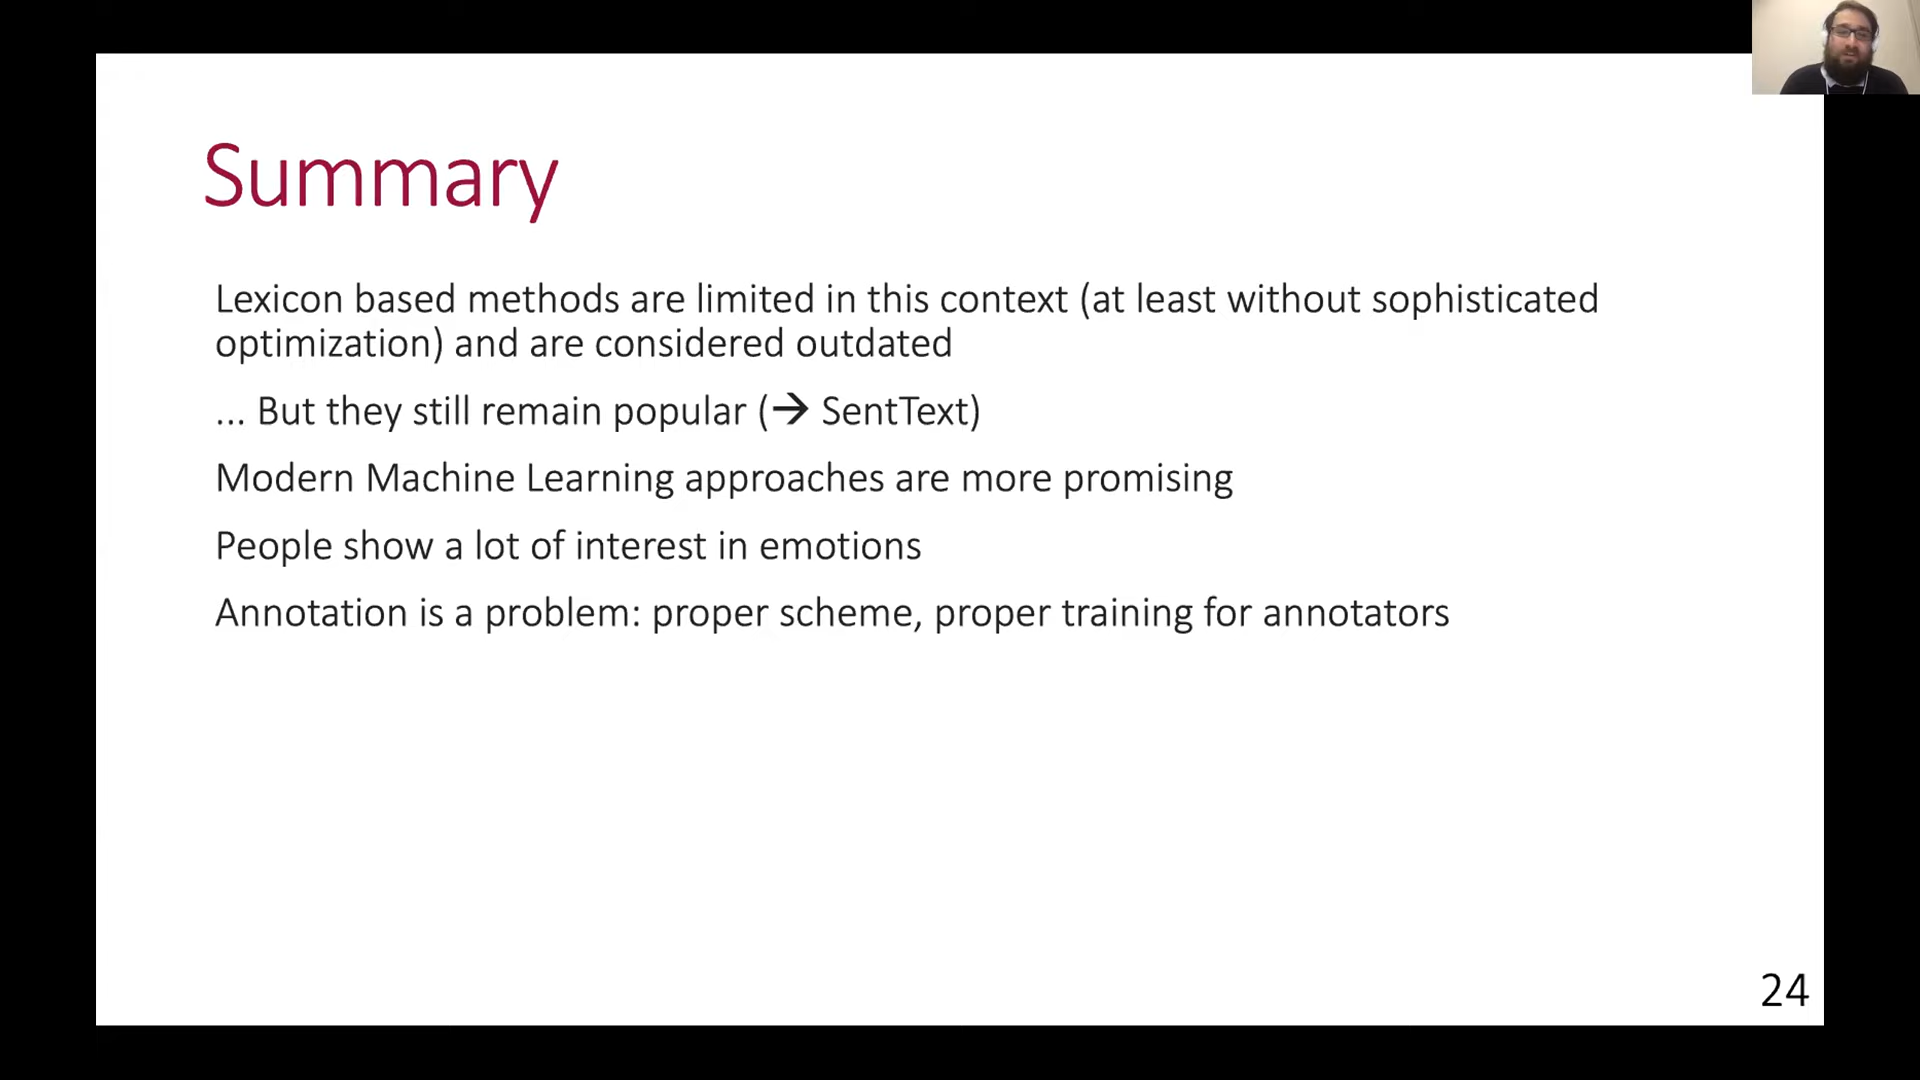 Summary
Lexicon based methods are limited in this context (at least without sophisticated
optimization) and are considered outdated
... But they still remain popular (→ SentText)
Modern Machine Learning approaches are more promising
People show a lot of interest in emotions
Annotation is a problem: proper scheme, proper training for annotators
24